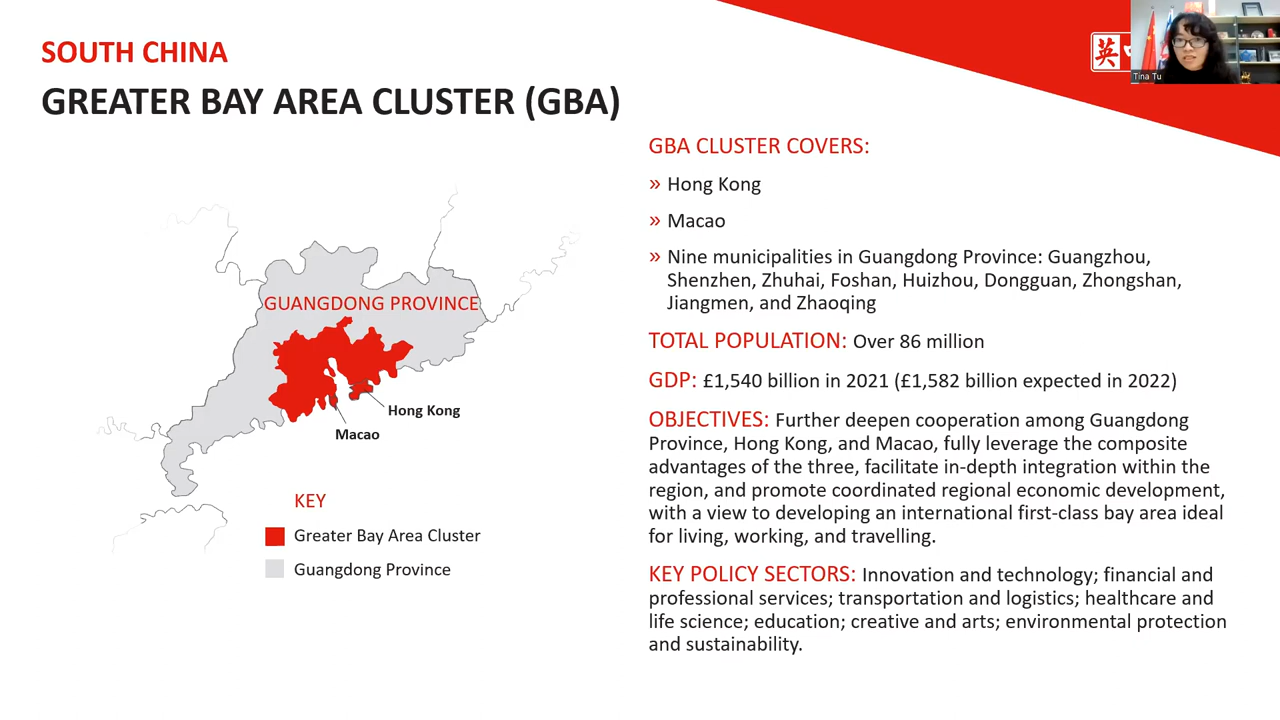 SOUTH CHINA
GREATER BAY AREA CLUSTER (GBA)
英
Tina Tu
GUANGDONG PROVINCE
Hong Kong
Macao
KEY
Greater Bay Area Cluster
Guangdong Province
GBA CLUSTER COVERS:
» Hong Kong
» Macao
» Nine municipalities in Guangdong Province: Guangzhou,
Shenzhen, Zhuhai, Foshan, Huizhou, Dongguan, Zhongshan,
Jiangmen, and Zhaoqing
TOTAL POPULATION: Over 86 million
GDP: £1,540 billion in 2021 (£1,582 billion expected in 2022)
OBJECTIVES: Further deepen cooperation among Guangdong
Province, Hong Kong, and Macao, fully leverage the composite
advantages of the three, facilitate in-depth integration within the
region, and promote coordinated regional economic development,
with a view to developing an international first-class bay area ideal
for living, working, and travelling.
KEY POLICY SECTORS: Innovation and technology; financial and
professional services; transportation and logistics; healthcare and
life science; education; creative and arts; environmental protection
and sustainability.